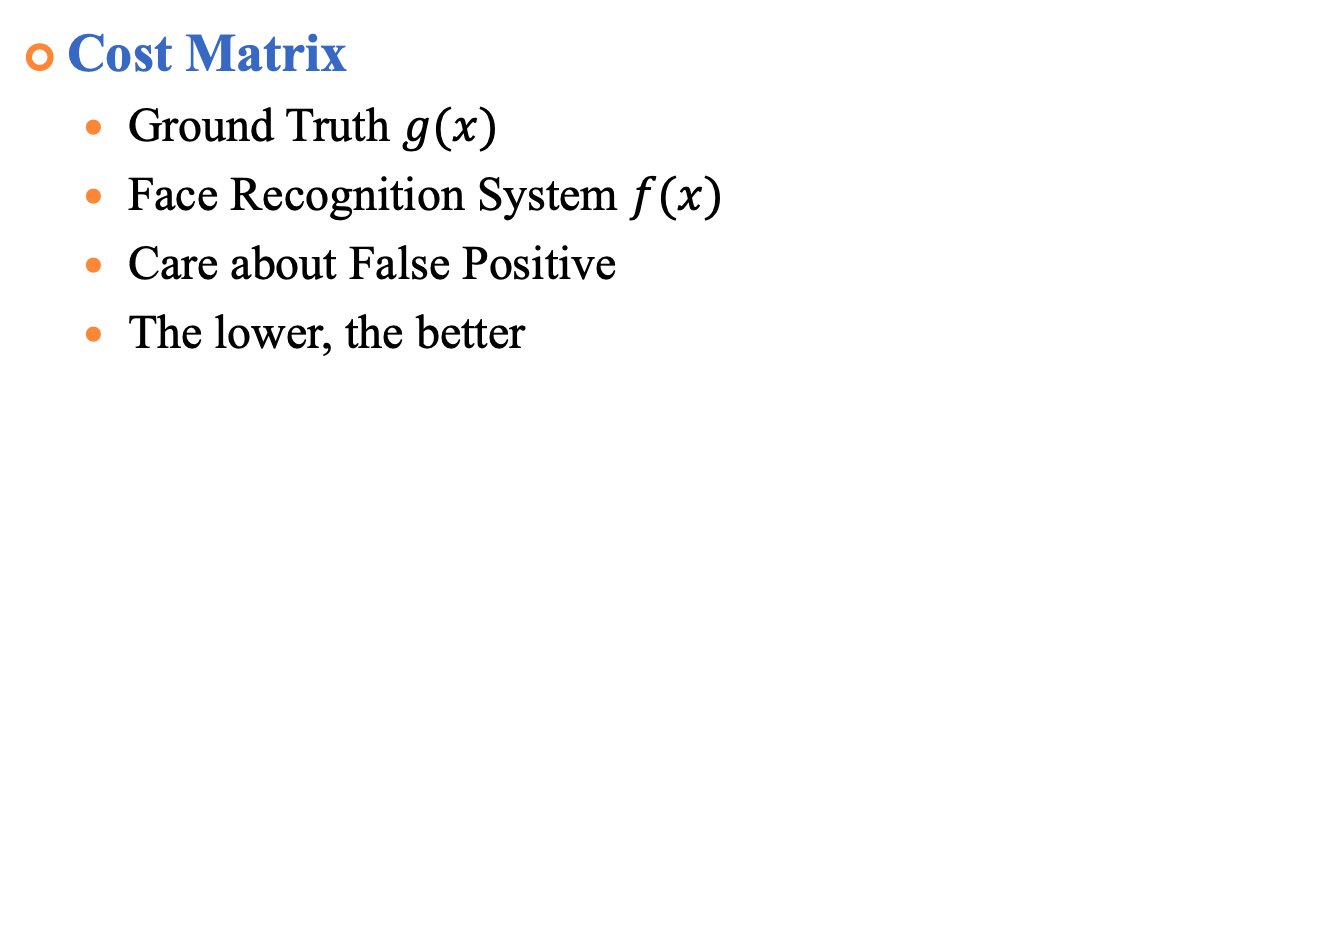 Cost Matrix
Ground Truth g(x)
Face Recognition System f(x)
Care about False Positive
The lower, the better